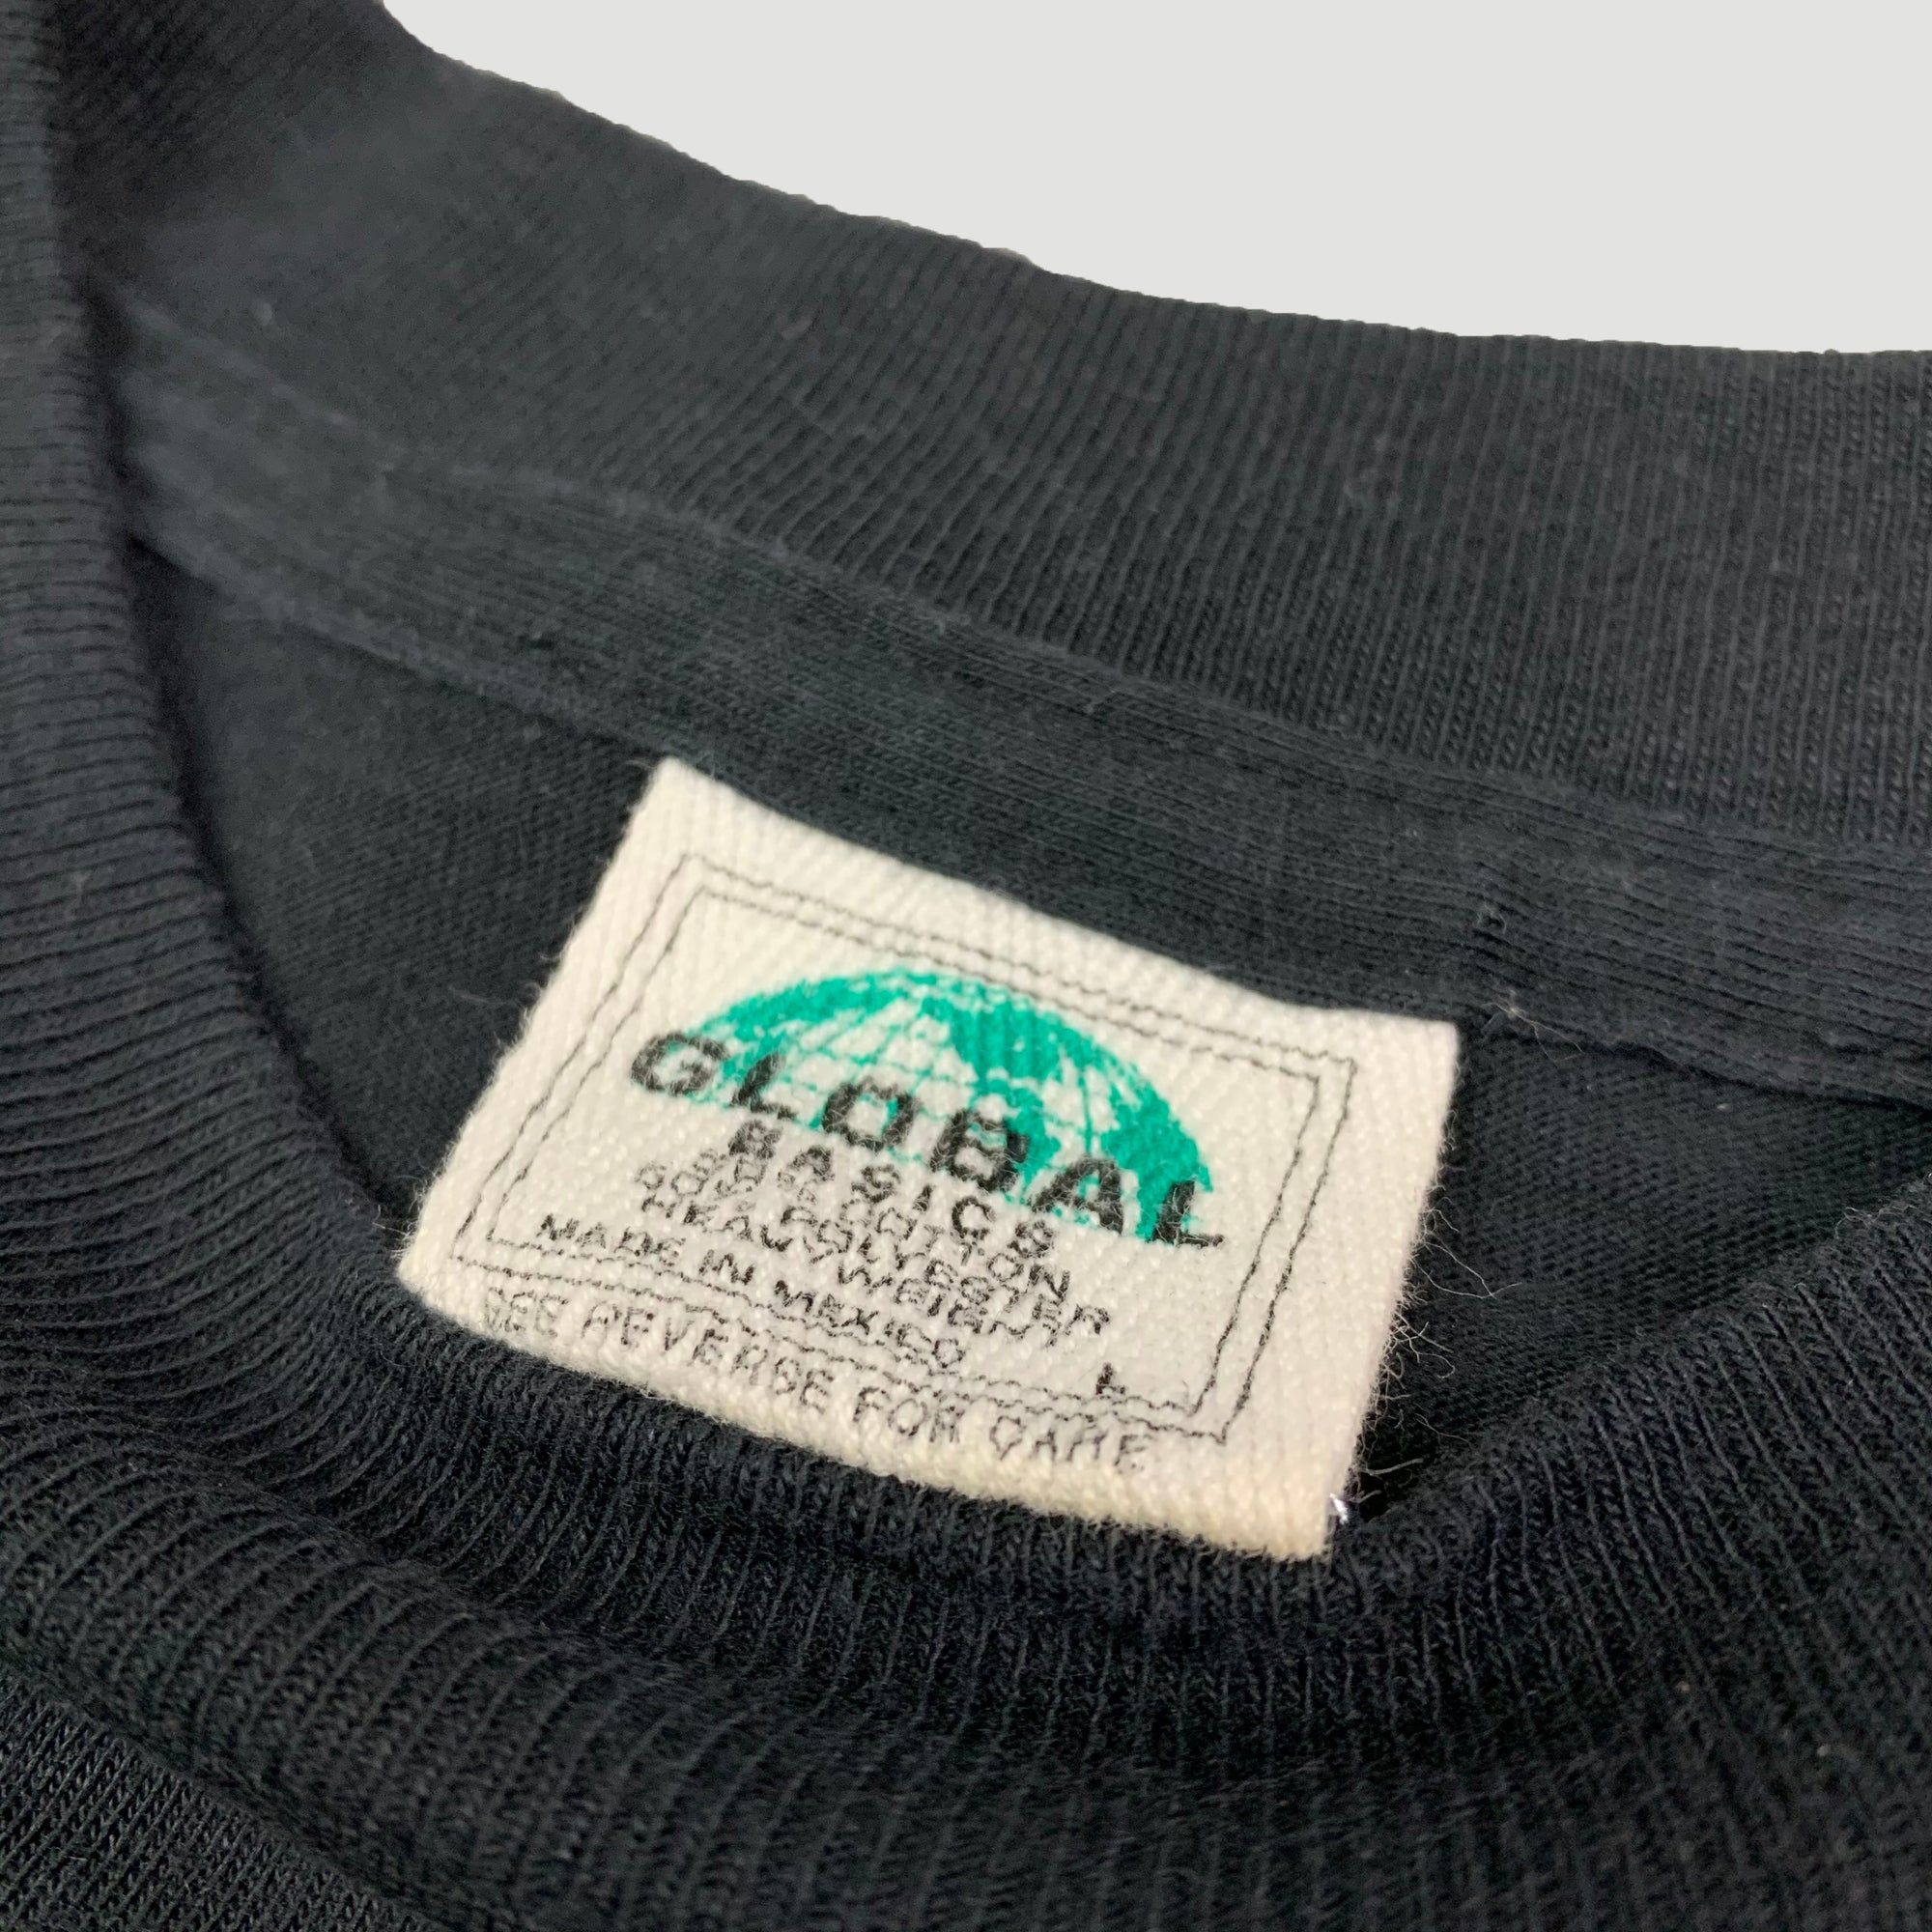 GLOBAL
BASICS
50% COTTON
50% POLYESTER
HEAVYWEIGHT
MADE IN MEXICO
L
SEE REVERSE FOR CARE